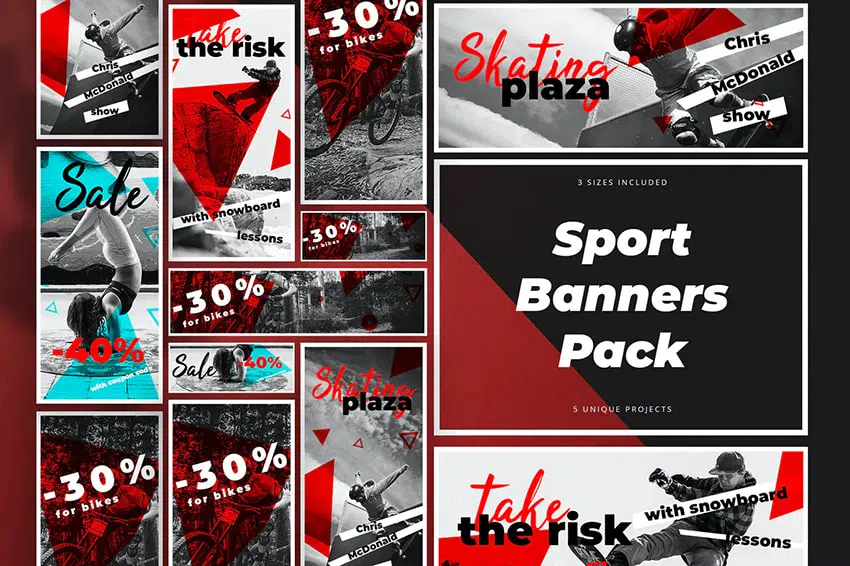 Chris
McDonald
show
take
the risk
with snowboard
lessons
-30%
for bikes
Skating
plaza
Chris
McDonald
show
Sale
-40%
with coupon code
-30%
for bikes
-30%
for bikes
Sale
-40%
3 SIZES INCLUDED
Sport
Banners
Pack
5 UNIQUE PROJECTS
-30%
for bikes
-30%
for bikes
Skating
plaza
Chris
McDonald
take
the risk
with snowboard
lessons